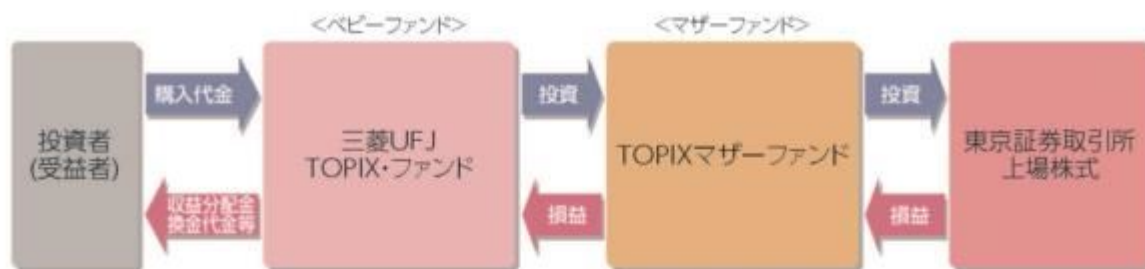 <ベビーファンド>
<マザーファンド>
投資者
(受益者)
購入代金
収益分配金
換金代金等
三菱UFJ
TOPIX・ファンド
投資
損益
TOPIXマザーファンド
投資
損益
東京証券取引所
上場株式